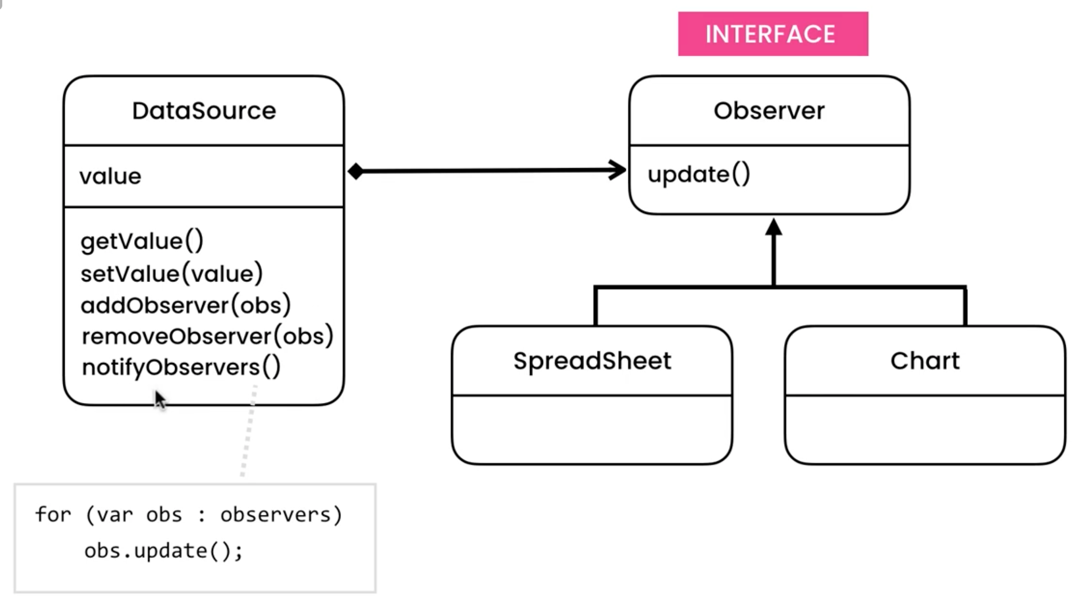 INTERFACE
DataSource
value
getValue()
setValue(value)
addObserver(obs)
removeObserver(obs)
notifyObservers()
Observer
update()
SpreadSheet
Chart
for (var obs : observers)
obs.update();